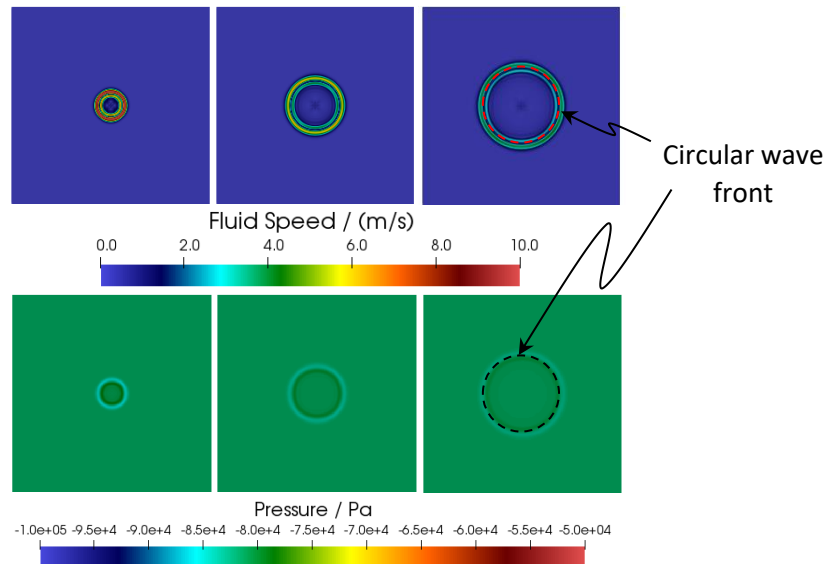 Circular wave
front
Fluid Speed / (m/s)
0.0 2.0 4.0 6.0 8.0 10.0
Pressure / Pa
-1.0e+05 -9.5e+4 -9.0e+4 -8.5e+4 -8.0e+4 -7.5e+4 -7.0e+4 -6.5e+4 -6.0e+4 -5.5e+4 -5.0e+04